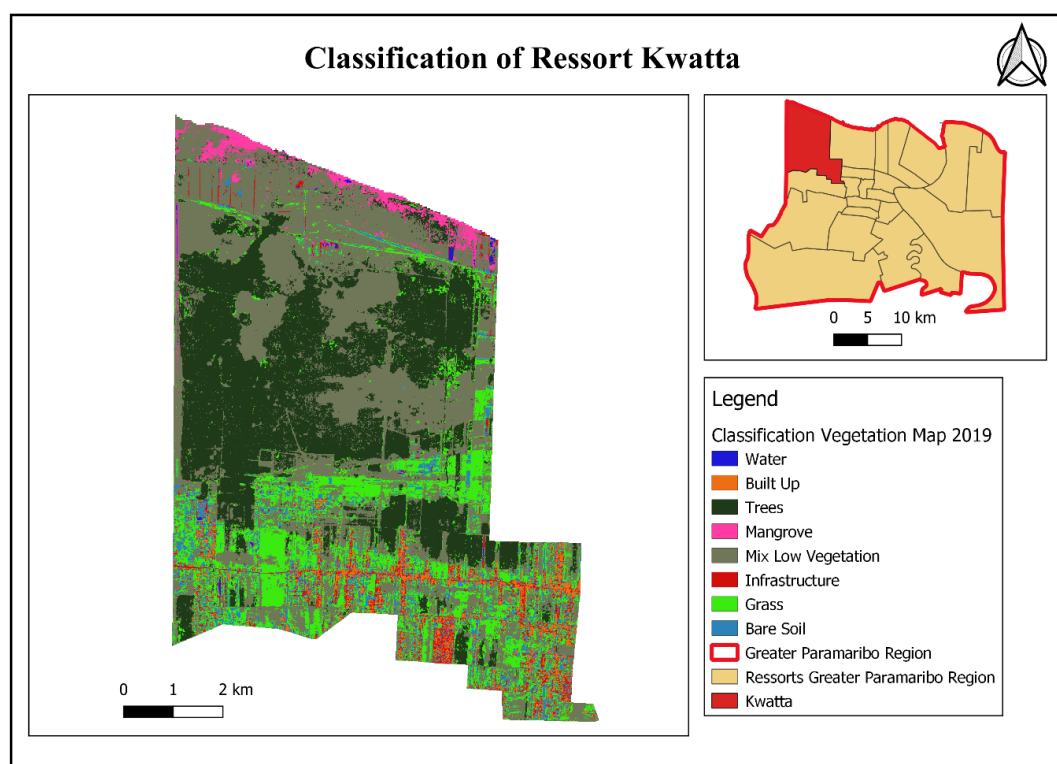 Classification of Ressort Kwatta
0 1 2 km
0 5 10 km
Legend
Classification Vegetation Map 2019
Water
Built Up
Trees
Mangrove
Mix Low Vegetation
Infrastructure
Grass
Bare Soil
Greater Paramaribo Region
Ressorts Greater Paramaribo Region
Kwatta